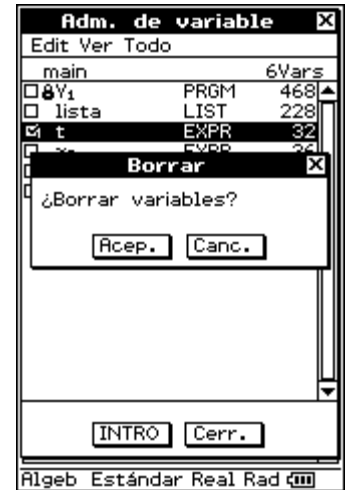 Adm. de variable X
Edit Ver Todo
main 6Vars
Y1 PRGM 468
lista LIST 228
t EXPR 32
Borrar X
¿Borrar variables?
Acep. Canc.
INTRO Cerr.
Algeb Estándar Real Rad